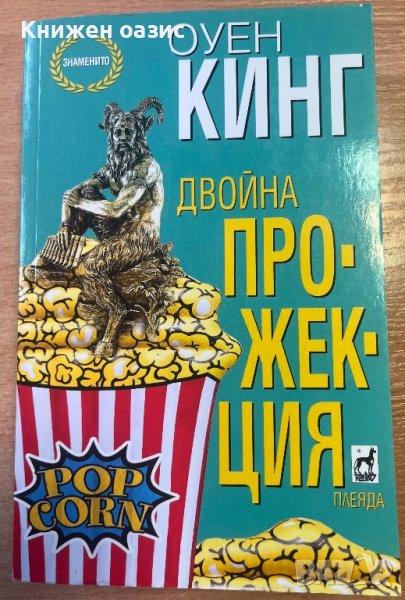 Книжен оазис
ЗНАМЕНИТО
ОУЕН
КИНГ
ДВОЙНА
ПРО-
ЖЕК-
ЦИЯ
ПЛЕЯДА
POP
CORN